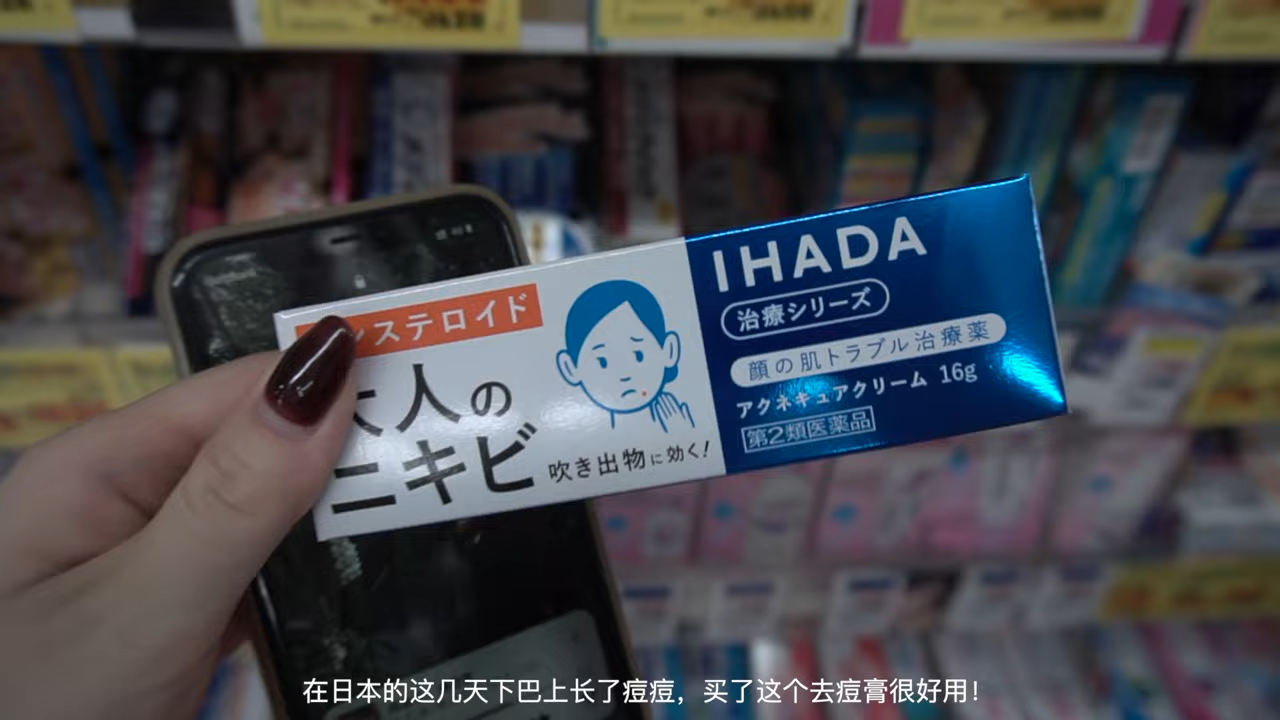 ステロイド
大人の
ニキビ
吹き出物に効く!
IHADA
治療シリーズ
顔の肌トラブル治療薬
アクネキュアクリーム 16g
第2類医薬品
在日本的这几天下巴上长了痘痘，买了这个去痘膏很好用！